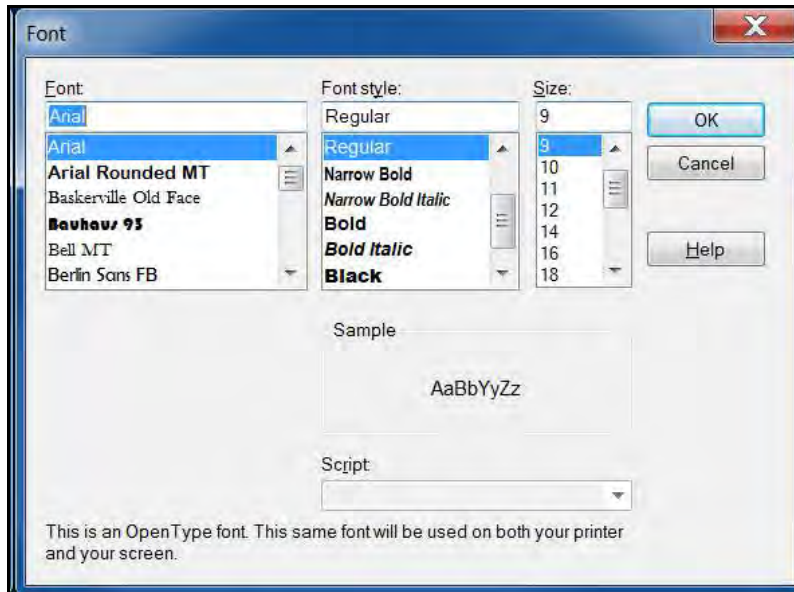 Font
Font:
Arial
Arial
Arial Rounded MT
Baskerville Old Face
Bauhaus 93
Bell MT
Berlin Sans FB
Font style:
Regular
Regular
Narrow Bold
Narrow Bold Italic
Bold
Bold Italic
Black
Size:
9
9
10
11
12
14
16
18
OK
Cancel
Help
Sample
AaBbYyZz
Script:
This is an OpenType font. This same font will be used on both your printer
and your screen.